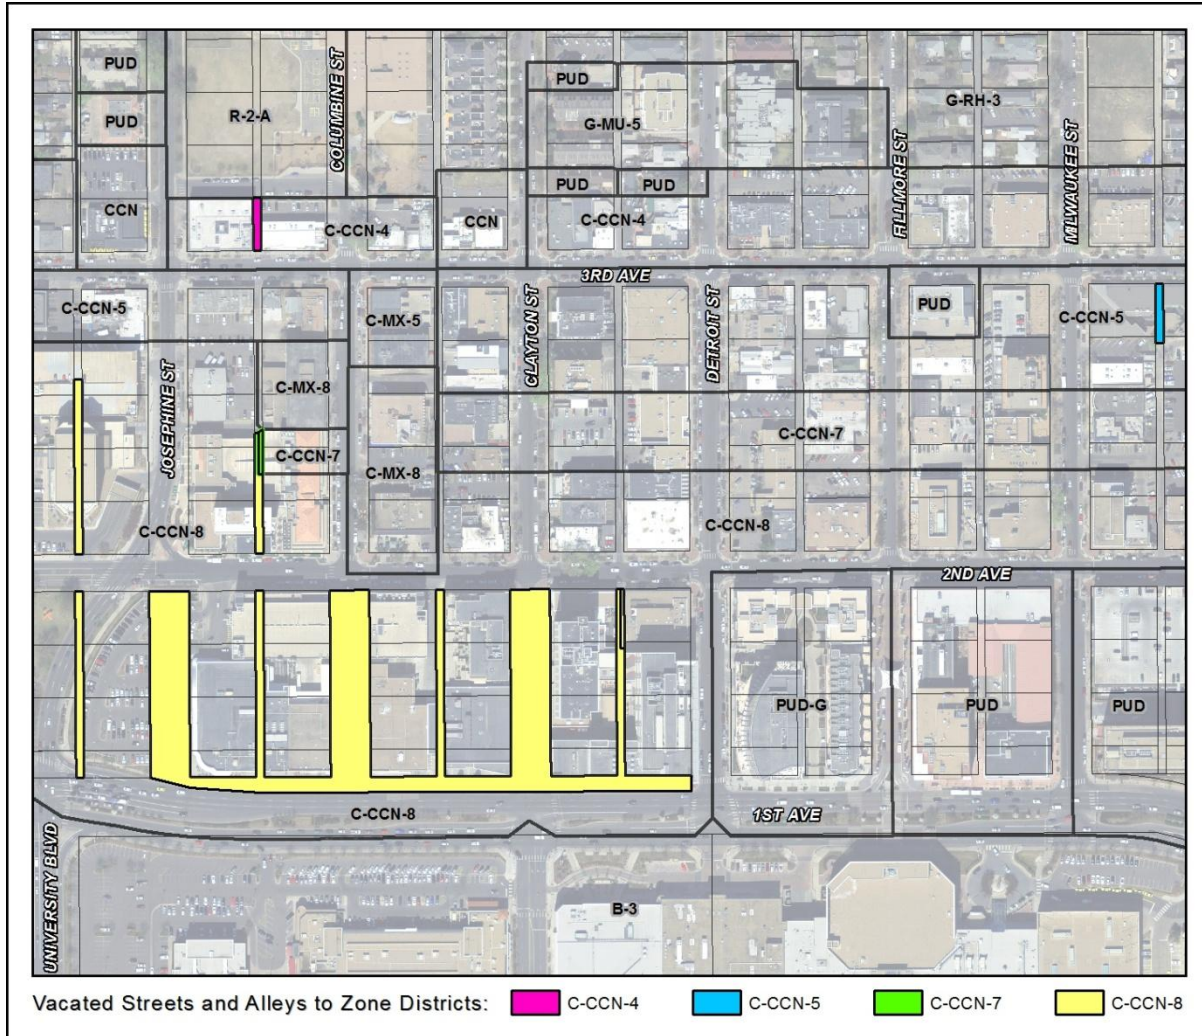 PUD
PUD
G-RH-3
R-2-A
COLUMBINE ST
G-MU-5
PUD
FILLMORE ST
MILWAUKEE ST
PUD
PUD
CCN
C-CCN-4
CCN
C-CCN-4
3RD AVE
C-CCN-5
C-MX-5
CLAYTON ST
DETROIT ST
PUD
C-CCN-5
JOSEPHINE ST
C-MX-8
C-CCN-7
C-CCN-7
C-MX-8
C-CCN-8
C-CCN-8
2ND AVE
PUD-G
PUD
PUD
C-CCN-8
1ST AVE
UNIVERSITY BLVD
B-3
Vacated Streets and Alleys to Zone Districts: C-CCN-4 C-CCN-5 C-CCN-7 C-CCN-8